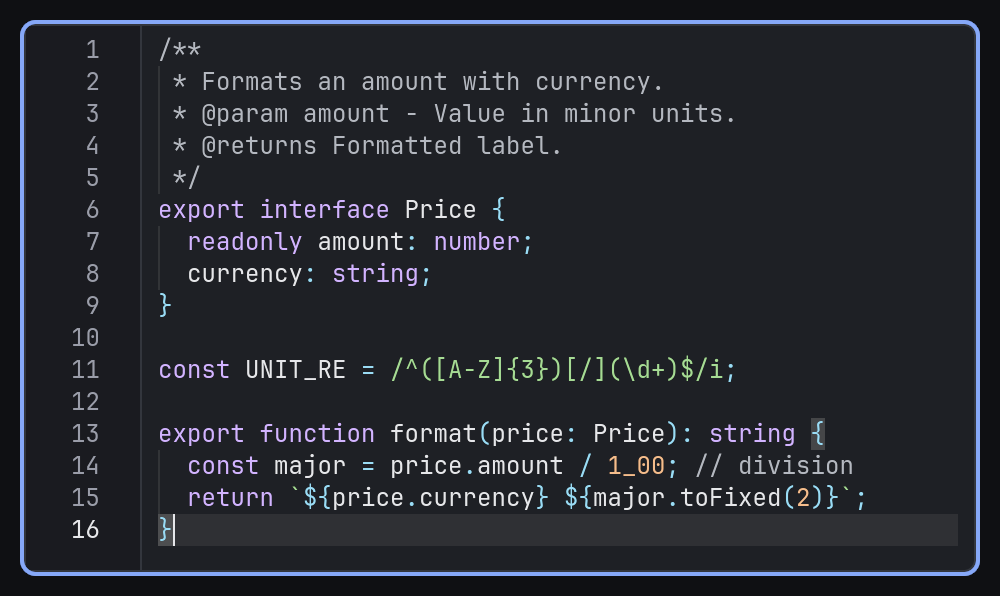 1 /**
2  * Formats an amount with currency.
3  * @param amount - Value in minor units.
4  * @returns Formatted label.
5  */
6 export interface Price {
7   readonly amount: number;
8   currency: string;
9 }
10
11 const UNIT_RE = /^([A-Z]{3})[/](\d+)$/i;
12
13 export function format(price: Price): string {
14   const major = price.amount / 1_00; // division
15   return `${price.currency} ${major.toFixed(2)}`;
16 }